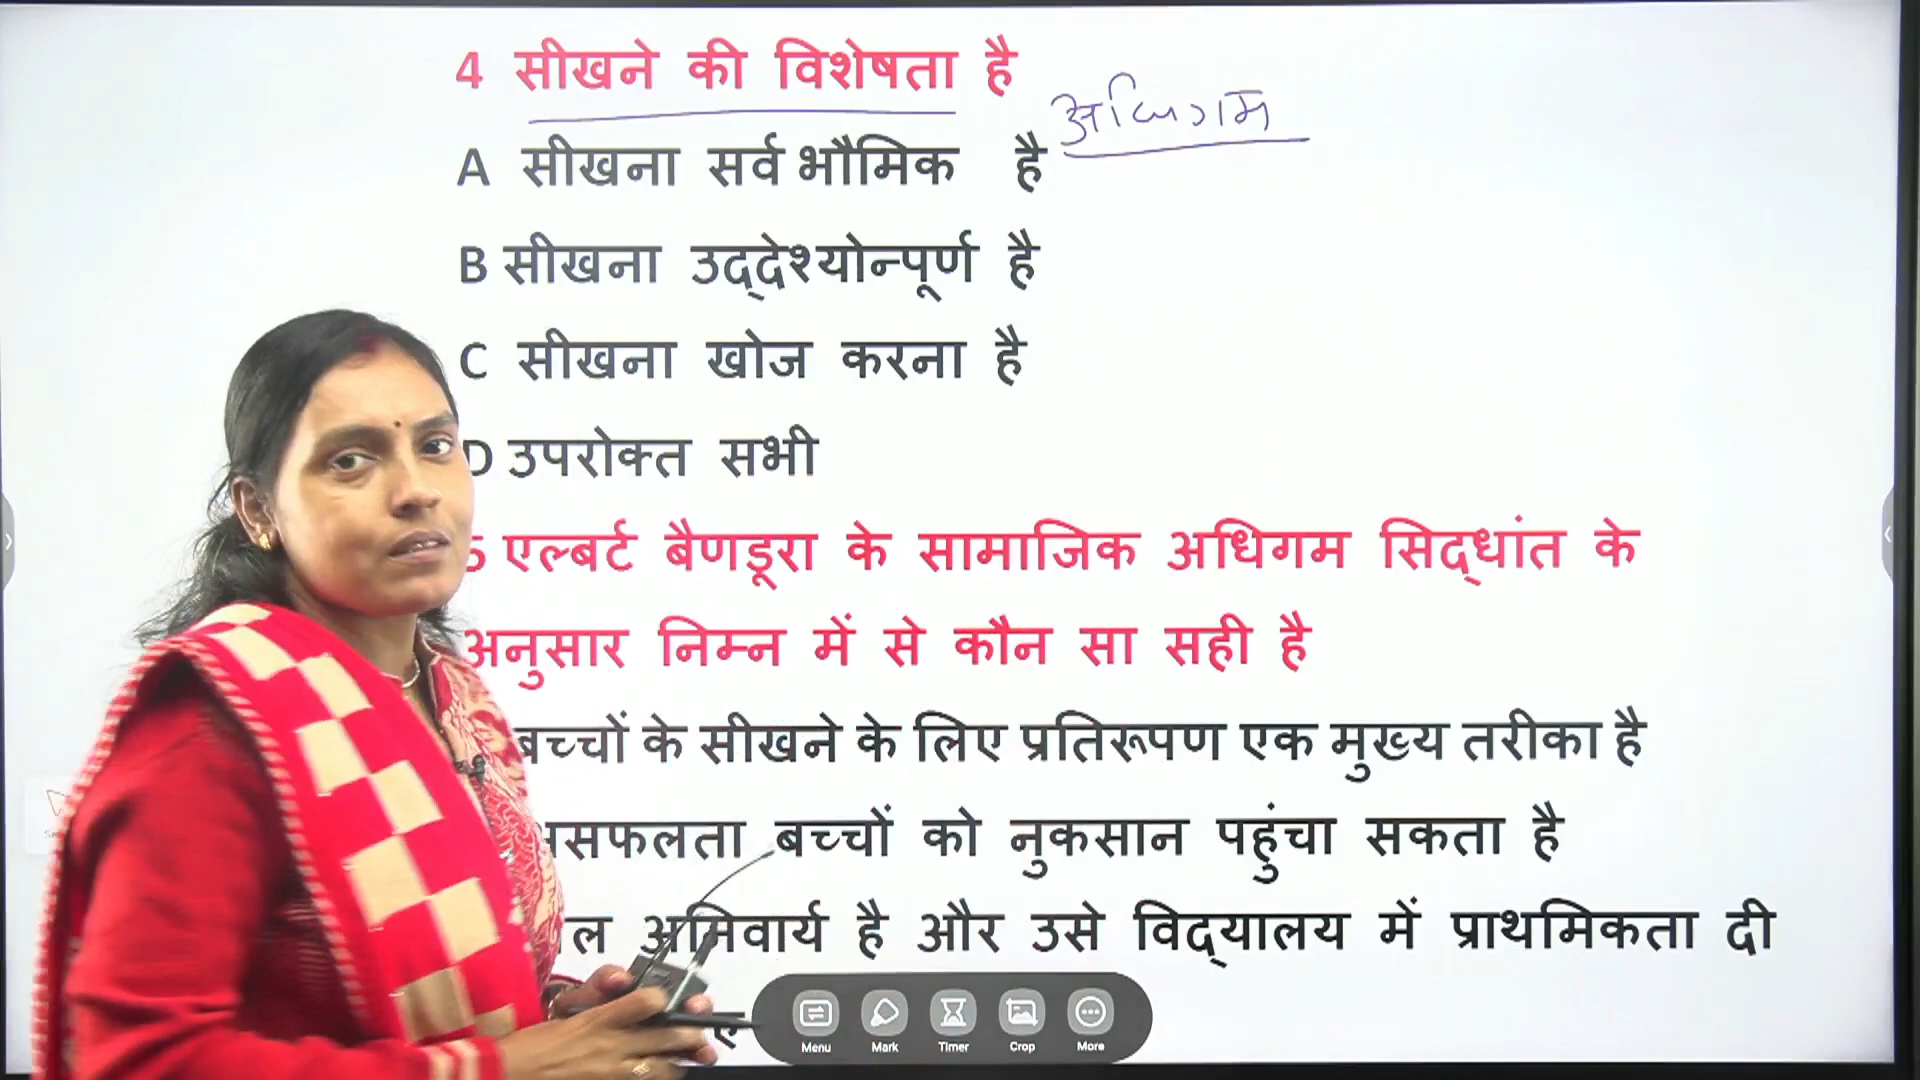 4 सीखने की विशेषता है
अधिगम
A सीखना सर्व भौमिक है
B सीखना उद्देश्योन्पूर्ण है
C सीखना खोज करना है
D उपरोक्त सभी
5 एल्बर्ट बैणडूरा के सामाजिक अधिगम सिद्धांत के
अनुसार निम्न में से कौन सा सही है
बच्चों के सीखने के लिए प्रतिरूपण एक मुख्य तरीका है
बच्चों को नुकसान पहुंचा सकता है
है और उसे विद्यालय में प्राथमिकता दी
Menu Mark Timer Crop More